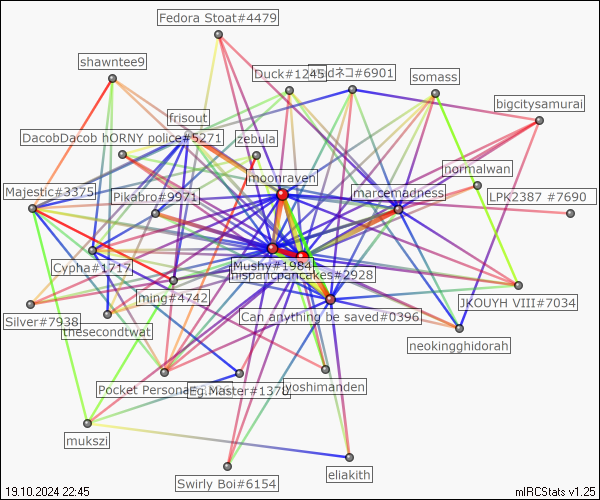 Fedora Stoat#4479
shawntee9
Duck#1245
ネコ#6901
somass
bigcitysamurai
frisout
DacobDacob hORNY police#5271
zebula
moonraven
normalwan
Majestic#3375
Pikabro#9971
marcemadness
LPK2387 #7690
Cypha#1717
Mushy#1984
hispanicpancakes#2928
ming#4742
JKOUYH VIII#7034
Silver#7938
thesecondtwat
Can anything be saved#0396
neokingghidorah
Pocket Persona
Eg.Master#1378
yoshimanden
mukszi
Swirly Boi#6154
eliakith
19.10.2024 22:45
mIRCStats v1.25